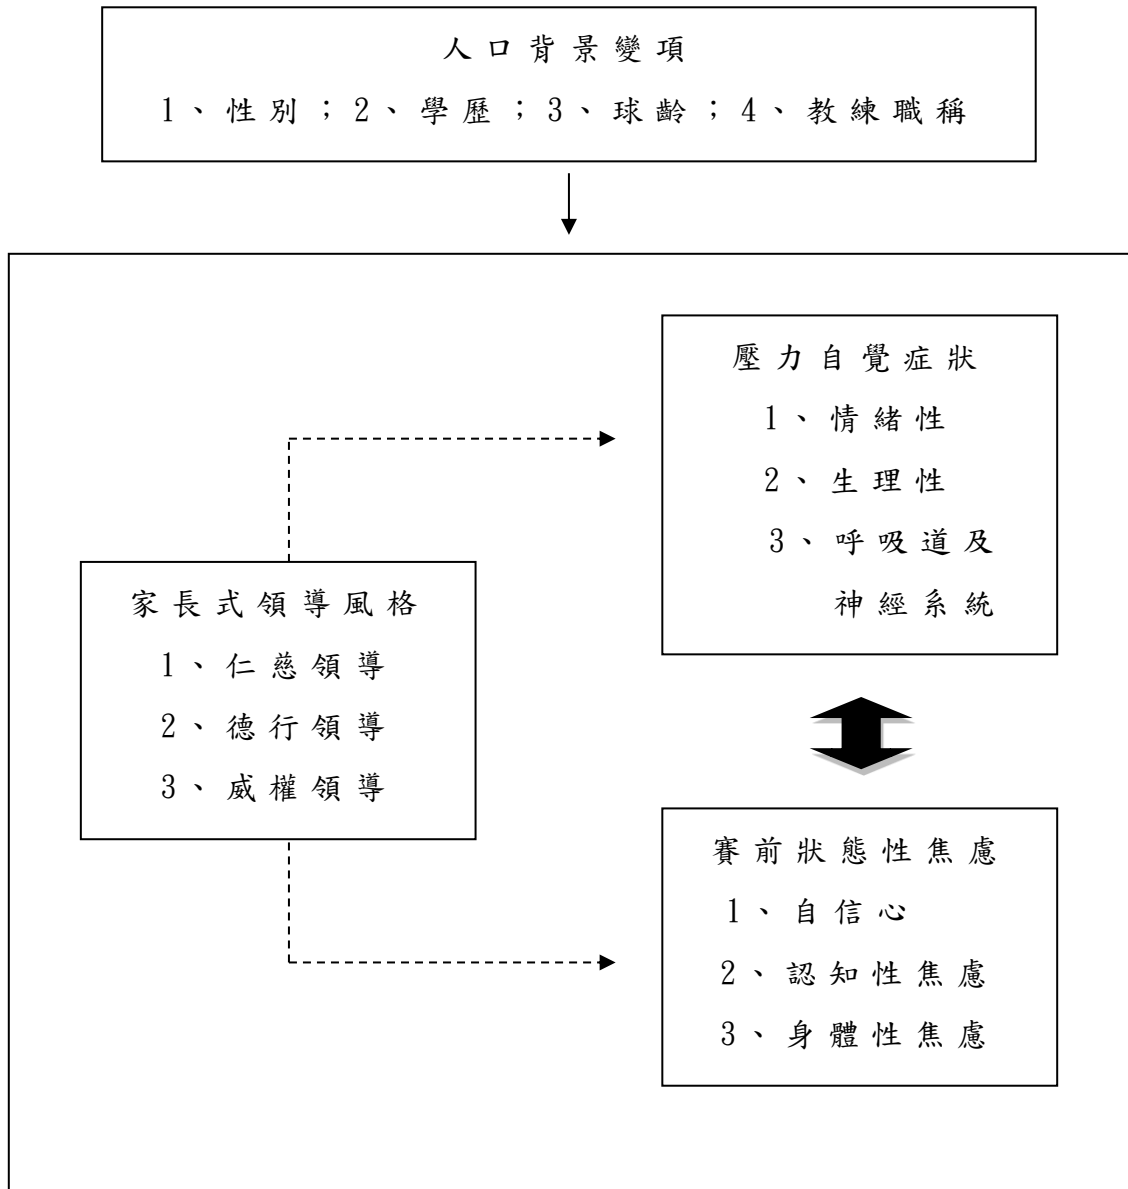 人口背景變項
1、性別；2、學歷；3、球齡；4、教練職稱
壓力自覺症狀
1、情緒性
2、生理性
3、呼吸道及
神經系統
家長式領導風格
1、仁慈領導
2、德行領導
3、威權領導
賽前狀態性焦慮
1、自信心
2、認知性焦慮
3、身體性焦慮